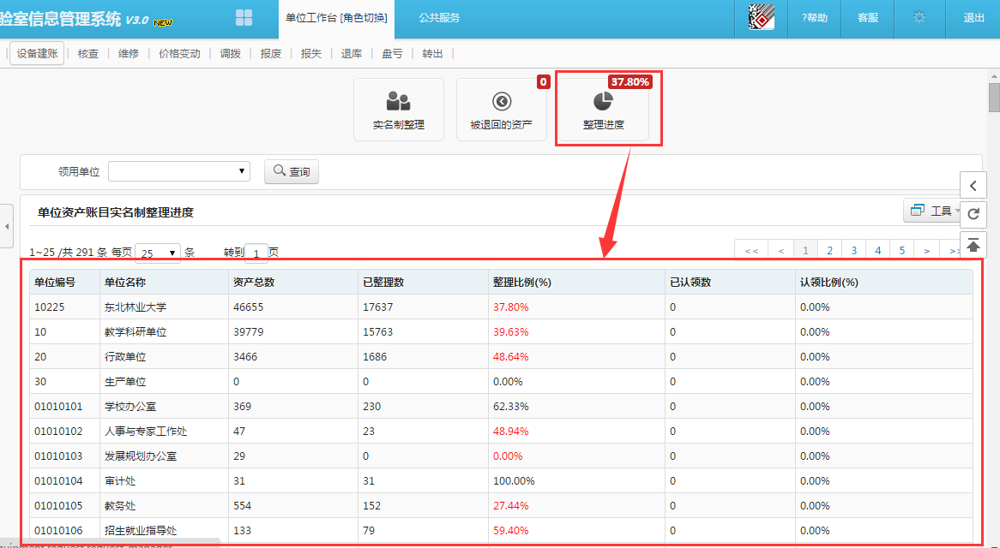 验室信息管理系统 V3.0 NEW 单位工作台 [角色切换] 公共服务 ?帮助 客服 退出
设备建账 | 核查 | 维修 | 价格变动 | 调拨 | 报废 | 报失 | 退库 | 盘亏 | 转出 |
0 37.80%
实名制整理 被退回的资产 整理进度
领用单位 查询
单位资产账目实名制整理进度 工具
1~25 /共 291 条 每页 25 条 转到 1 页 << < 1 2 3 4 5 > >>
单位编号 单位名称 资产总数 已整理数 整理比例(%) 已认领数 认领比例(%)
10225 东北林业大学 46655 17637 37.80% 0 0.00%
10 教学科研单位 39779 15763 39.63% 0 0.00%
20 行政单位 3466 1686 48.64% 0 0.00%
30 生产单位 0 0 0.00% 0 0.00%
01010101 学校办公室 369 230 62.33% 0 0.00%
01010102 人事与专家工作处 47 23 48.94% 0 0.00%
01010103 发展规划办公室 29 0 0.00% 0 0.00%
01010104 审计处 31 31 100.00% 0 0.00%
01010105 教务处 554 152 27.44% 0 0.00%
01010106 招生就业指导处 133 79 59.40% 0 0.00%